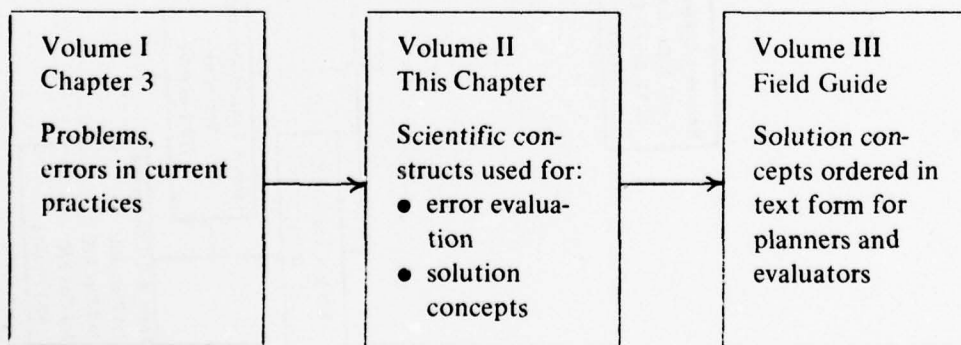 Volume I
Chapter 3
Problems,
errors in current
practices
Volume II
This Chapter
Scientific con-
structs used for:
● error evalua-
tion
● solution
concepts
Volume III
Field Guide
Solution con-
cepts ordered in
text form for
planners and
evaluators